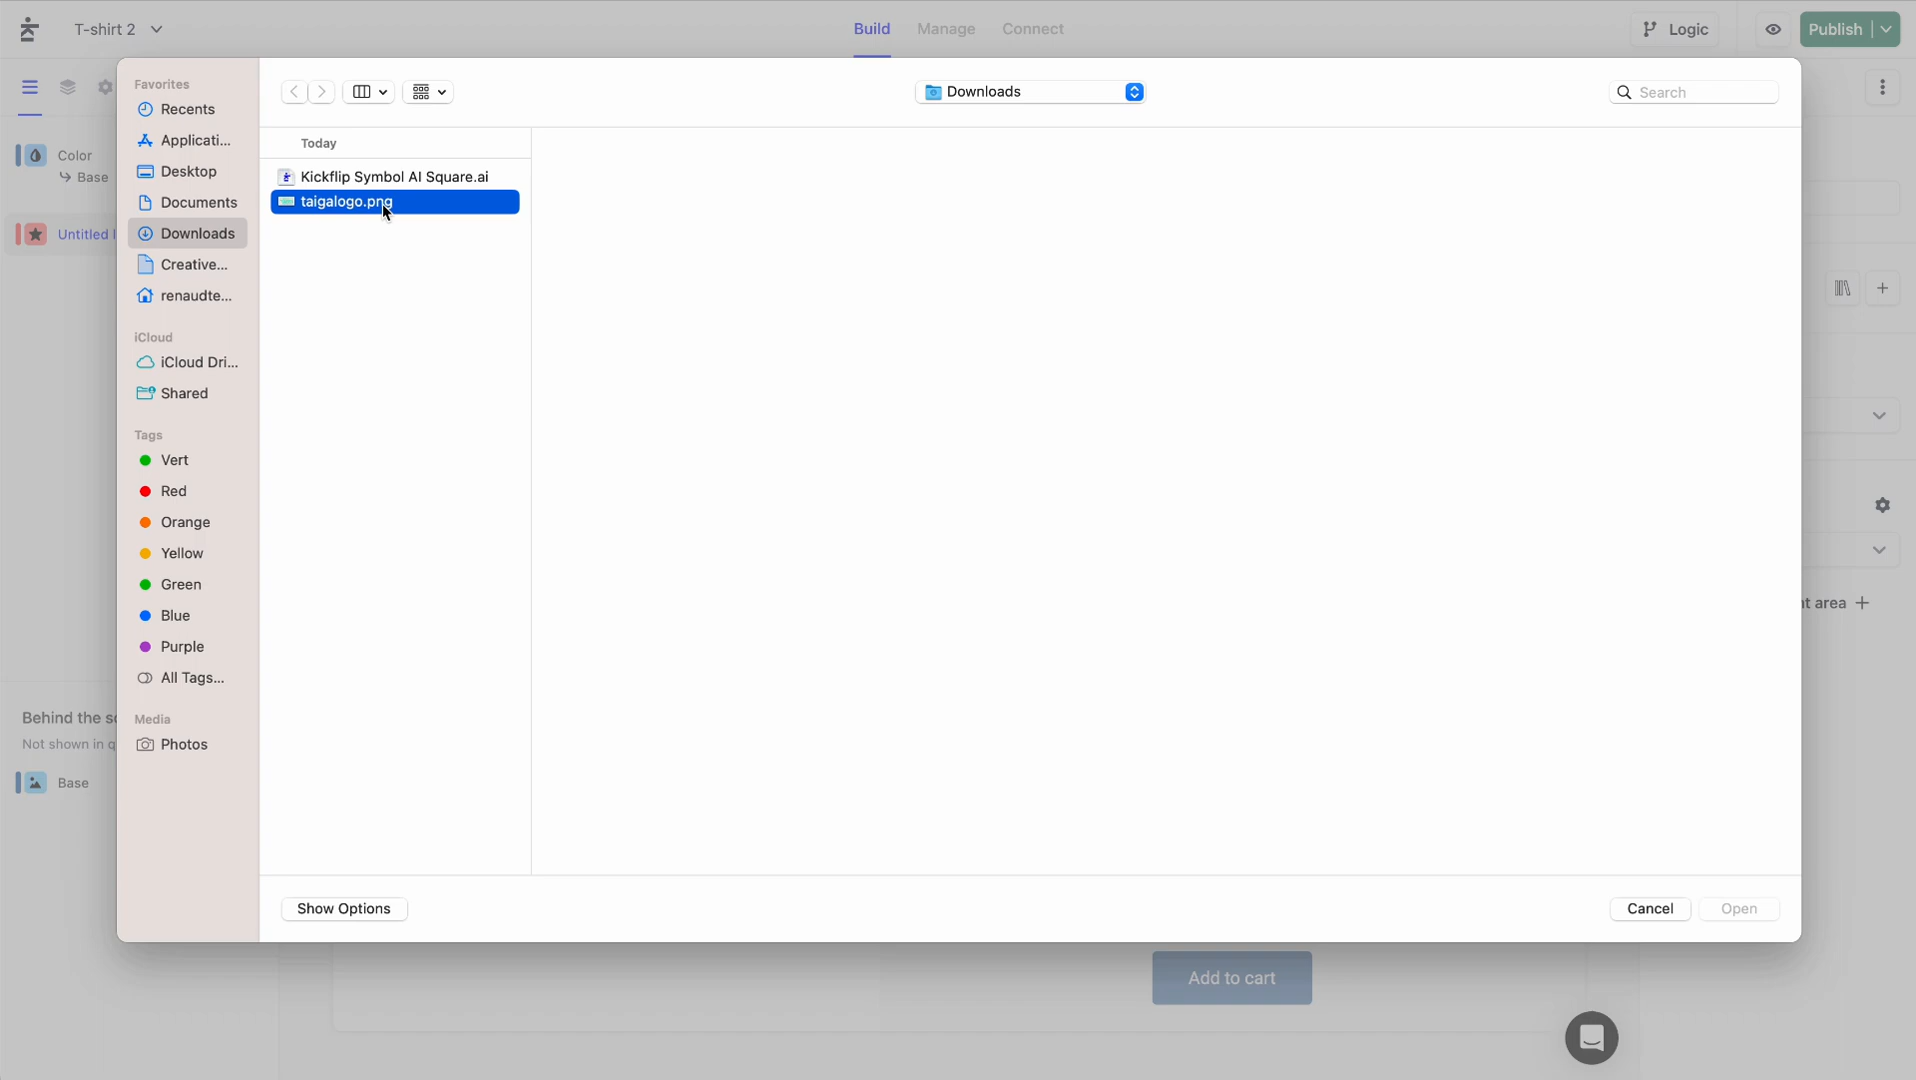 T-shirt 2
Build
Manage
Connect
Logic
Publish
Favorites
Recents
Applicati...
Desktop
Documents
Downloads
Creative...
renaudte...
iCloud
iCloud Dri...
Shared
Tags
Vert
Red
Orange
Yellow
Green
Blue
Purple
All Tags...
Media
Photos
Color
Base
Untitled
Behind the
Not shown in
Base
Downloads
Search
Today
Kickflip Symbol AI Square.ai
taigalogo.png
Show Options
Cancel
Open
area
Add to cart